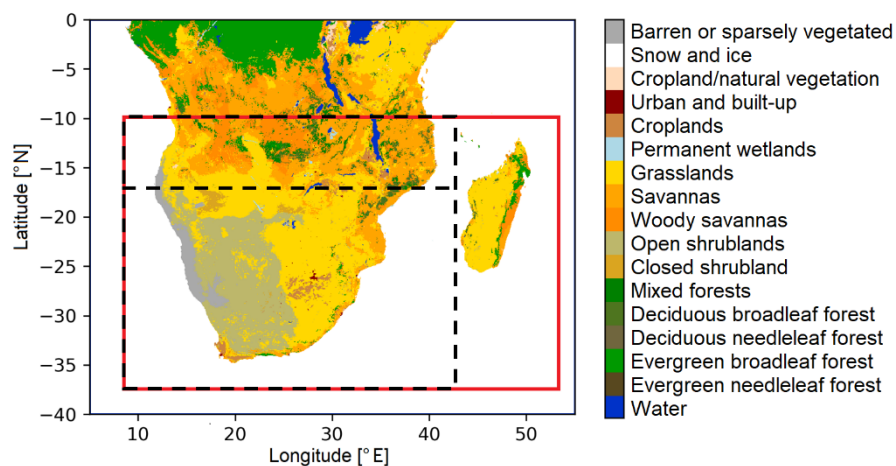 0
−5
−10
−15
−20
−25
−30
−35
−40
Latitude [°N]
10
20
30
40
50
Longitude [°E]
Barren or sparsely vegetated
Snow and ice
Cropland/natural vegetation
Urban and built-up
Croplands
Permanent wetlands
Grasslands
Savannas
Woody savannas
Open shrublands
Closed shrubland
Mixed forests
Deciduous broadleaf forest
Deciduous needleleaf forest
Evergreen broadleaf forest
Evergreen needleleaf forest
Water